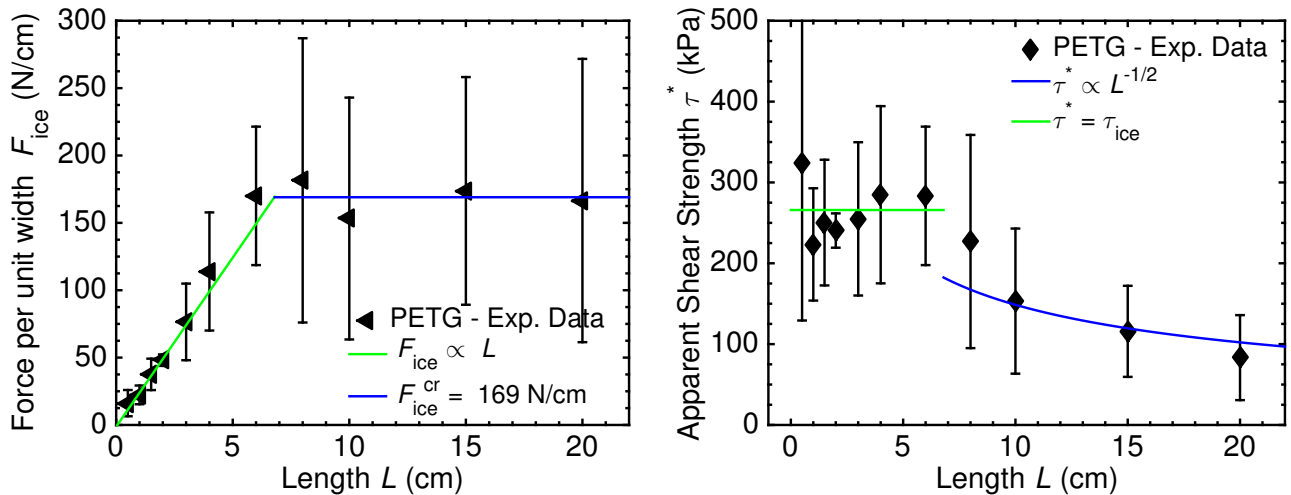 Force per unit width F_ice (N/cm)
300
250
200
150
100
50
0
PETG - Exp. Data
F_ice ∝ L
F_ice^cr = 169 N/cm
0 5 10 15 20
Length L (cm)
Apparent Shear Strength τ* (kPa)
500
400
300
200
100
0
PETG - Exp. Data
τ* ∝ L^-1/2
τ* = τ_ice
0 5 10 15 20
Length L (cm)